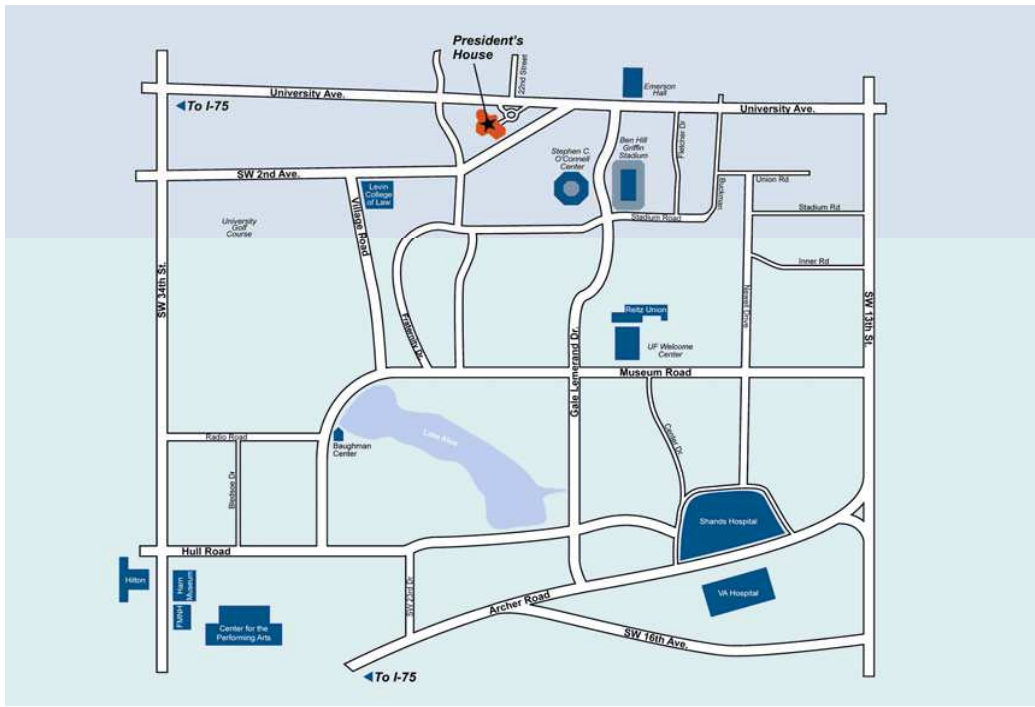 President's
House
22nd Street
Emerson
Hall
University Ave.
University Ave.
To I-75
Stephen C.
O'Connell
Center
Ben Hill
Griffin
Stadium
Fletcher Dr
Buckman
SW 2nd Ave.
Levin
College
of Law
Union Rd
Village Road
University
Golf
Course
Stadium Road
Stadium Rd
Inner Rd
SW 34th St.
Fraternity Dr.
Gale Lemerand Dr.
Reitz Union
Newell Drive
SW 13th St.
UF Welcome
Center
Museum Road
Radio Road
Baughman
Center
Lake Alice
Center Dr.
Bledsoe Dr
Shands Hospital
Hull Road
Hilton
Harn
Museum
FMNH
SW 23rd Dr
VA Hospital
Archer Road
Center for the
Performing Arts
SW 16th Ave.
To I-75